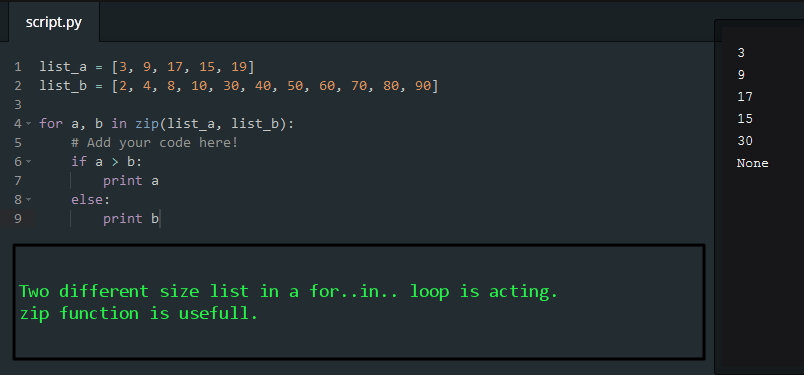 script.py
1 list_a = [3, 9, 17, 15, 19]
2 list_b = [2, 4, 8, 10, 30, 40, 50, 60, 70, 80, 90]
3
4 for a, b in zip(list_a, list_b):
5     # Add your code here!
6     if a > b:
7         print a
8     else:
9         print b
Two different size list in a for..in.. loop is acting.
zip function is usefull.
3
9
17
15
30
None